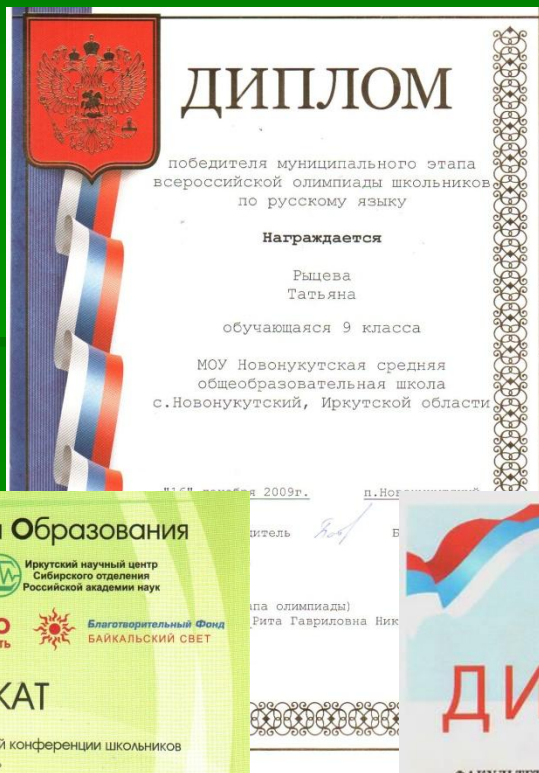 ДИПЛОМ
победителя муниципального этапа
всероссийской олимпиады школьников
по русскому языку
Награждается
Рыцева
Татьяна
обучающаяся 9 класса
МОУ Новонукутская средняя
общеобразовательная школа
с.Новонукутский, Иркутской области
2009г.
Образования
Иркутский научный центр
Сибирского отделения
Российской академии наук
Благотворительный Фонд
БАЙКАЛЬСКИЙ СВЕТ
КАТ
й конференции школьников
олимпиады)
Рита Гавриловна Ник
ДИ